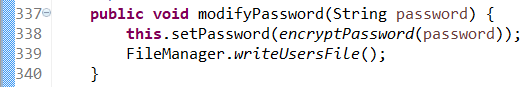 337 public void modifyPassword(String password) {
338 this.setPassword(encryptPassword(password));
339 FileManager.writeUsersFile();
340 }